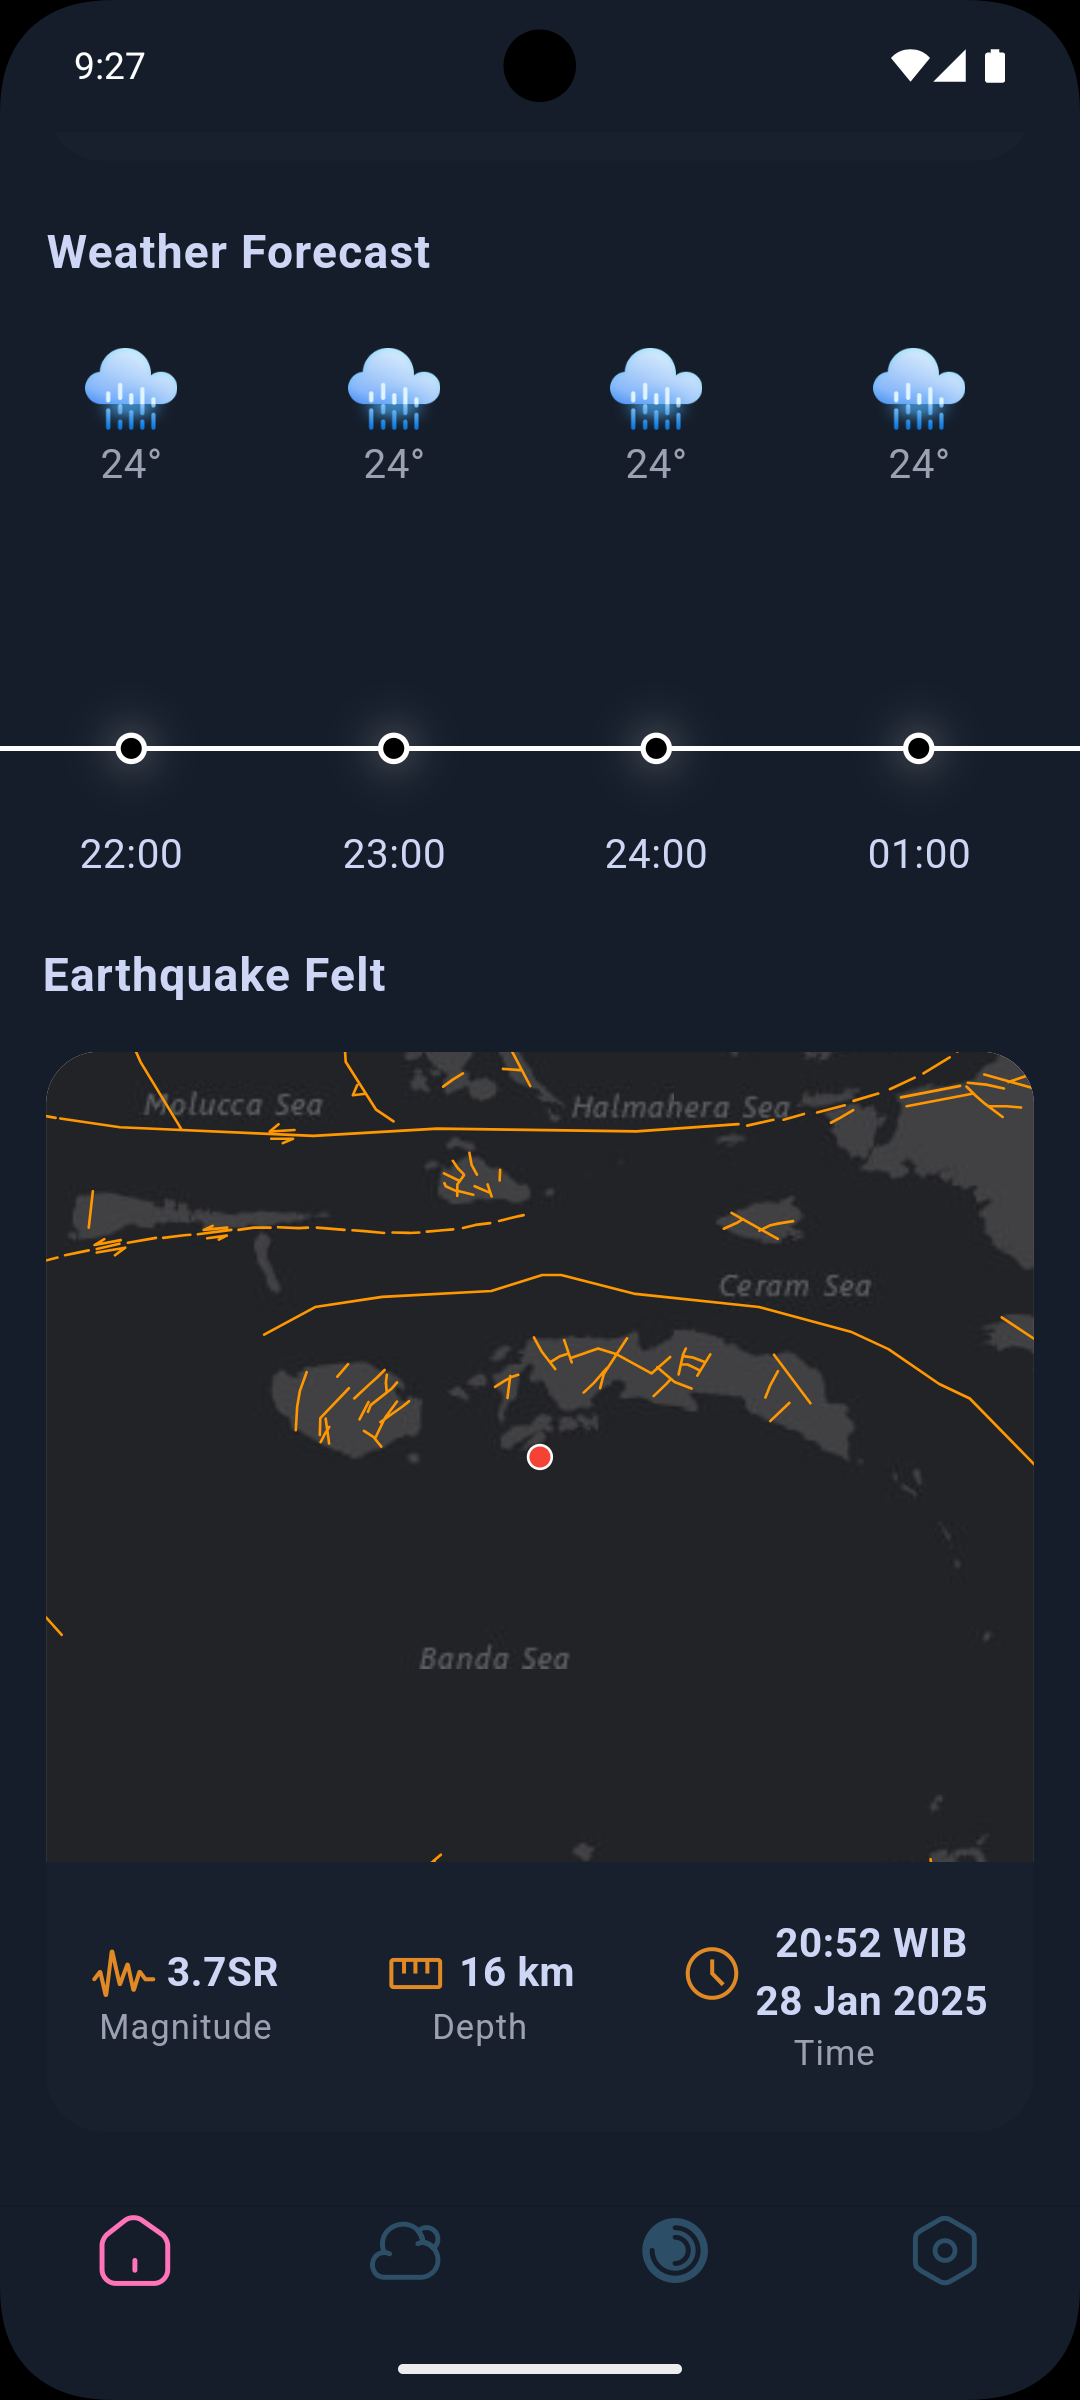 9:27
Weather Forecast
24° 24° 24° 24°
22:00 23:00 24:00 01:00
Earthquake Felt
Molucca Sea
Halmahera Sea
Ceram Sea
Banda Sea
3.7SR
Magnitude
16 km
Depth
20:52 WIB
28 Jan 2025
Time